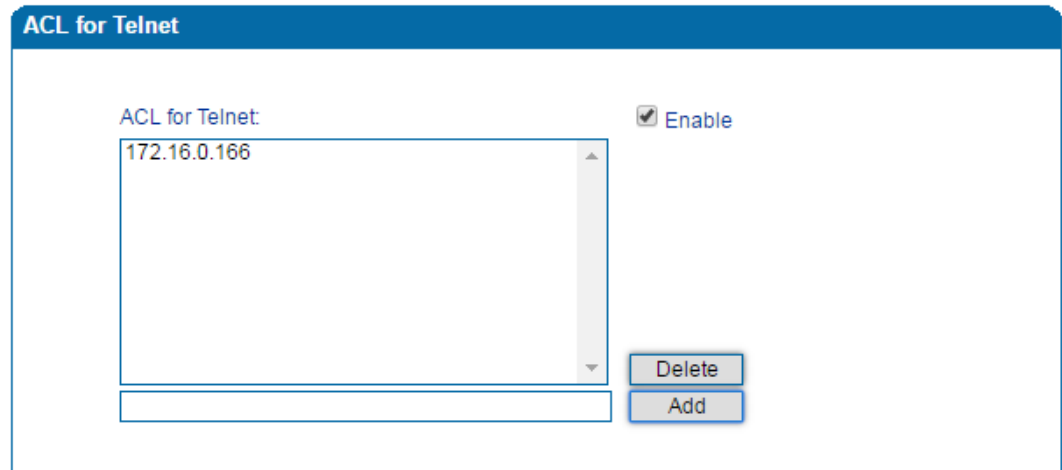 ACL for Telnet
ACL for Telnet:
Enable
172.16.0.166
Delete
Add